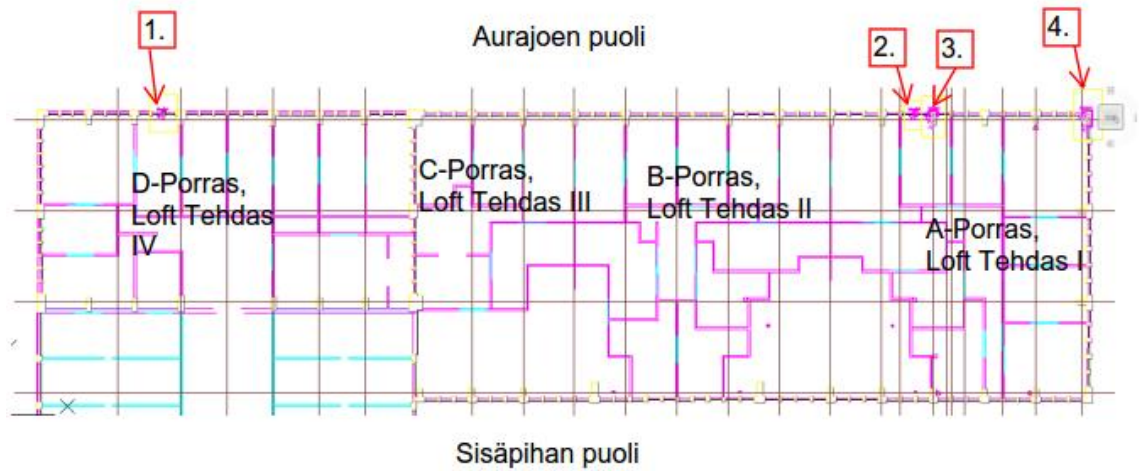 1.
Aurajoen puoli
2.
3.
4.
D-Porras,
Loft Tehdas
IV
C-Porras,
Loft Tehdas III
B-Porras,
Loft Tehdas II
A-Porras,
Loft Tehdas I
Sisäpihan puoli